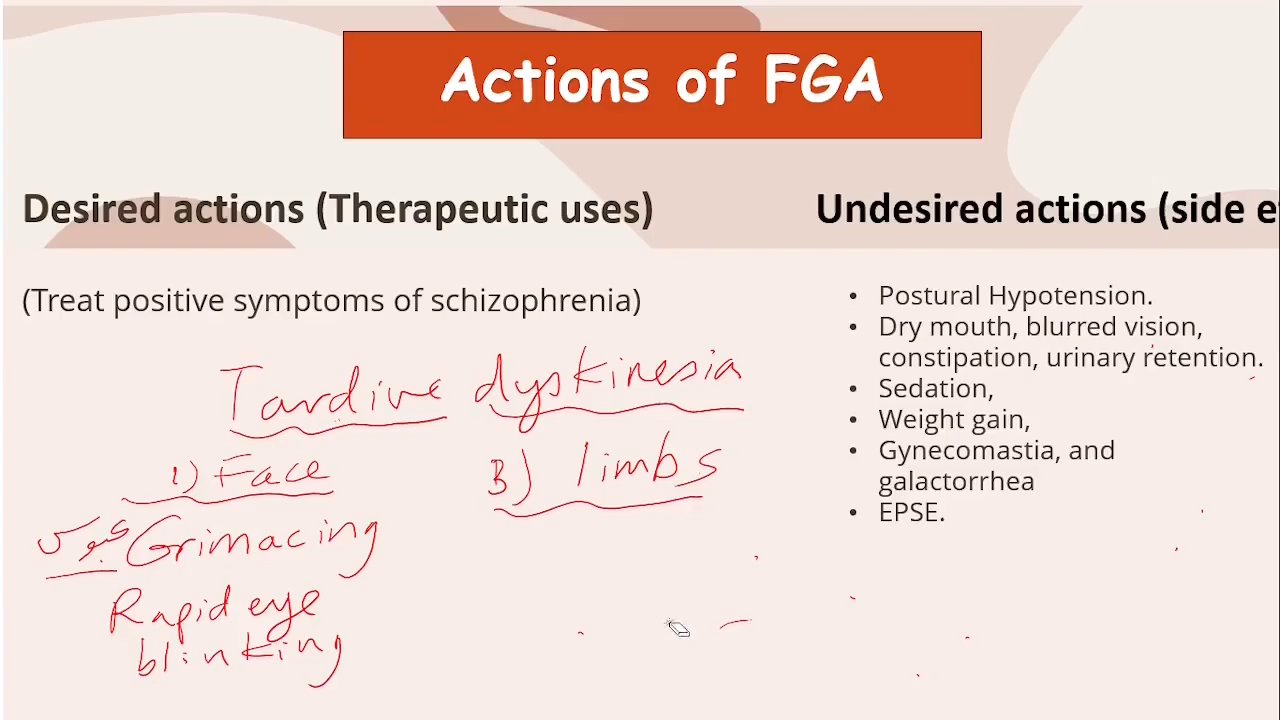 Actions of FGA
Desired actions (Therapeutic uses)
(Treat positive symptoms of schizophrenia)
Tardive dyskinesia
1) Face
Grimacing
Rapid eye
blinking
B) limbs
Undesired actions (side e
• Postural Hypotension.
• Dry mouth, blurred vision,
constipation, urinary retention.
• Sedation,
• Weight gain,
• Gynecomastia, and
galactorrhea
• EPSE.